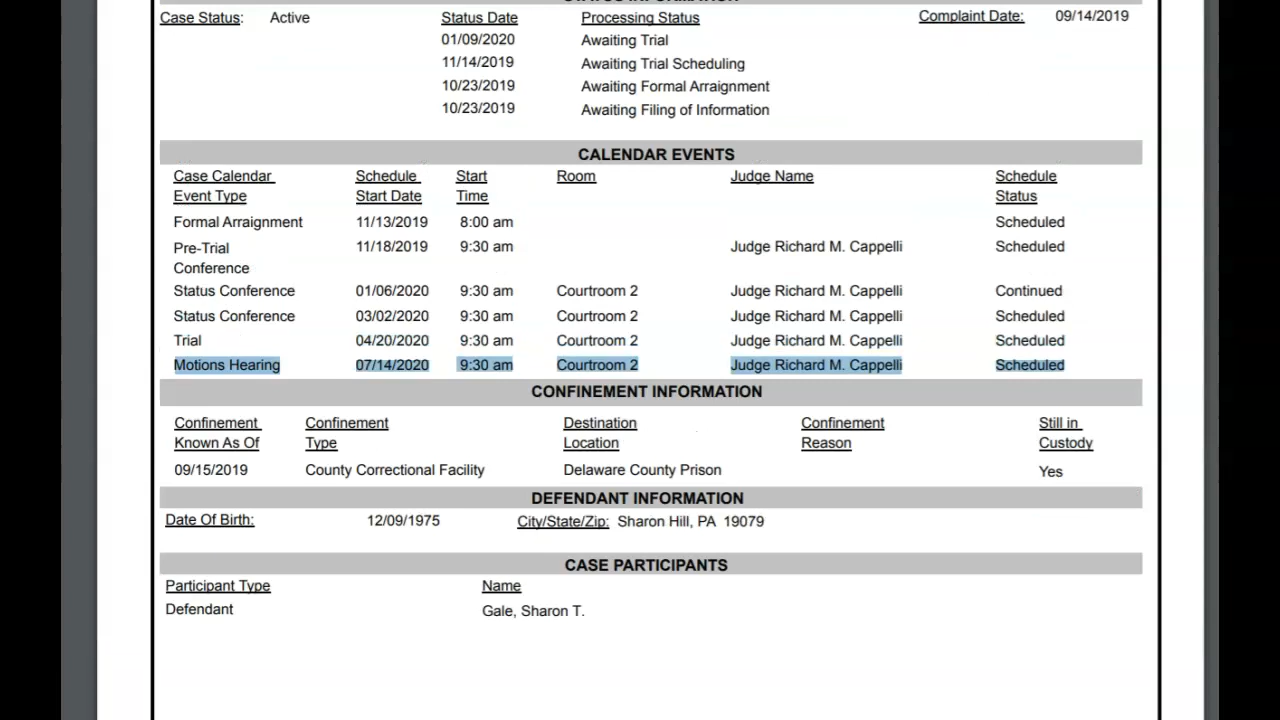 Case Status: Active Status Date Processing Status Complaint Date: 09/14/2019
01/09/2020 Awaiting Trial
11/14/2019 Awaiting Trial Scheduling
10/23/2019 Awaiting Formal Arraignment
10/23/2019 Awaiting Filing of Information
CALENDAR EVENTS
Case Calendar Schedule Start Room Judge Name Schedule
Event Type Start Date Time Status
Formal Arraignment 11/13/2019 8:00 am Scheduled
Pre-Trial 11/18/2019 9:30 am Judge Richard M. Cappelli Scheduled
Conference
Status Conference 01/06/2020 9:30 am Courtroom 2 Judge Richard M. Cappelli Continued
Status Conference 03/02/2020 9:30 am Courtroom 2 Judge Richard M. Cappelli Scheduled
Trial 04/20/2020 9:30 am Courtroom 2 Judge Richard M. Cappelli Scheduled
Motions Hearing 07/14/2020 9:30 am Courtroom 2 Judge Richard M. Cappelli Scheduled
CONFINEMENT INFORMATION
Confinement Confinement Destination Confinement Still in
Known As Of Type Location Reason Custody
09/15/2019 County Correctional Facility Delaware County Prison Yes
DEFENDANT INFORMATION
Date Of Birth: 12/09/1975 City/State/Zip: Sharon Hill, PA 19079
CASE PARTICIPANTS
Participant Type Name
Defendant Gale, Sharon T.